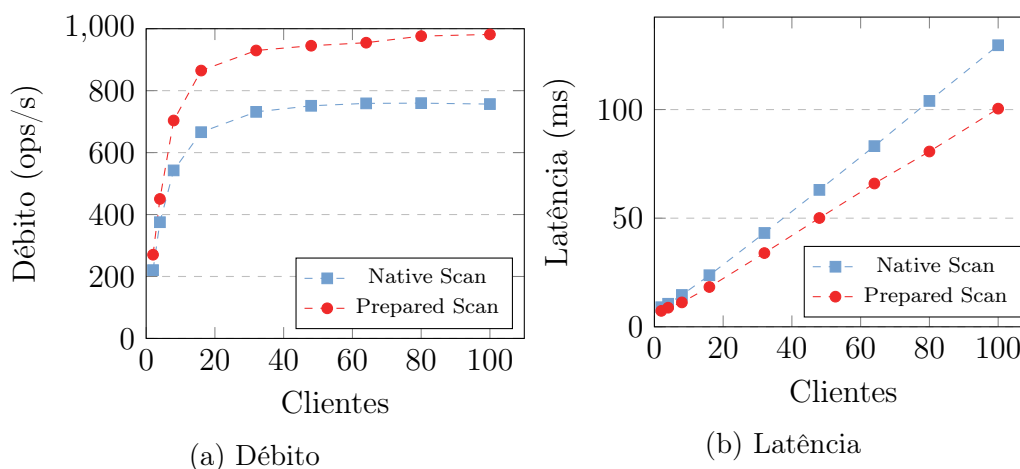 1,000
800
600
400
200
0
0 20 40 60 80 100
Débito (ops/s)
Clientes
Native Scan
Prepared Scan
(a) Débito
100
50
0
0 20 40 60 80 100
Latência (ms)
Clientes
Native Scan
Prepared Scan
(b) Latência